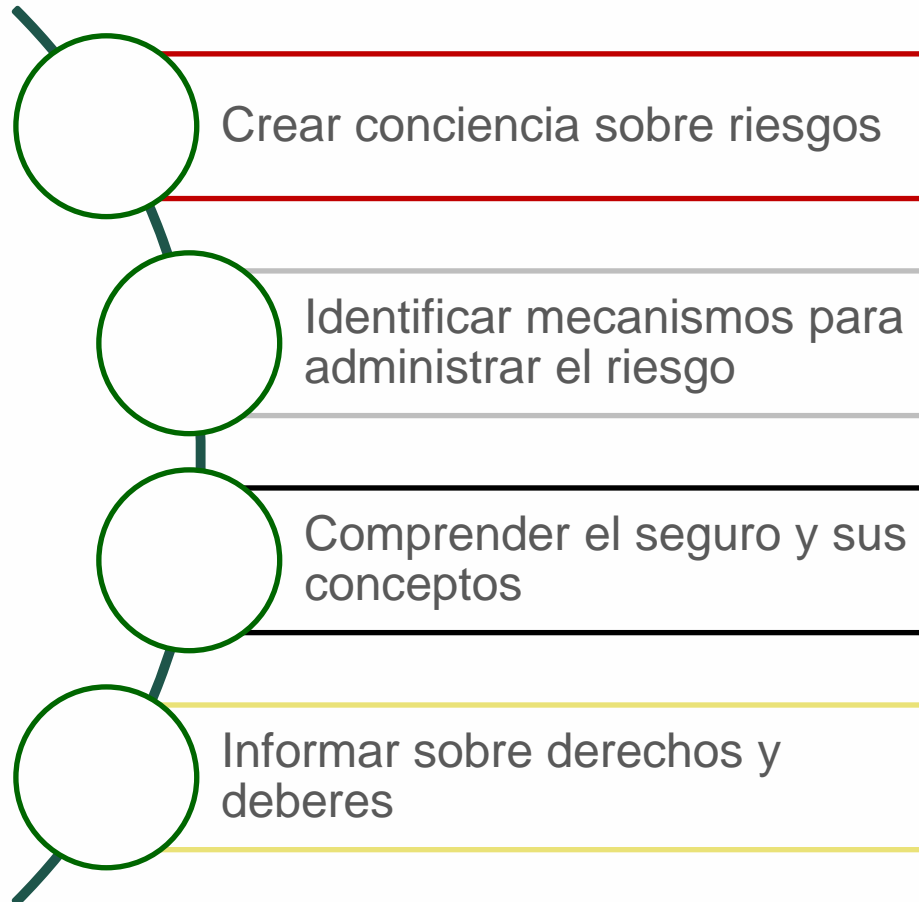 Crear conciencia sobre riesgos
Identificar mecanismos para
administrar el riesgo
Comprender el seguro y sus
conceptos
Informar sobre derechos y
deberes